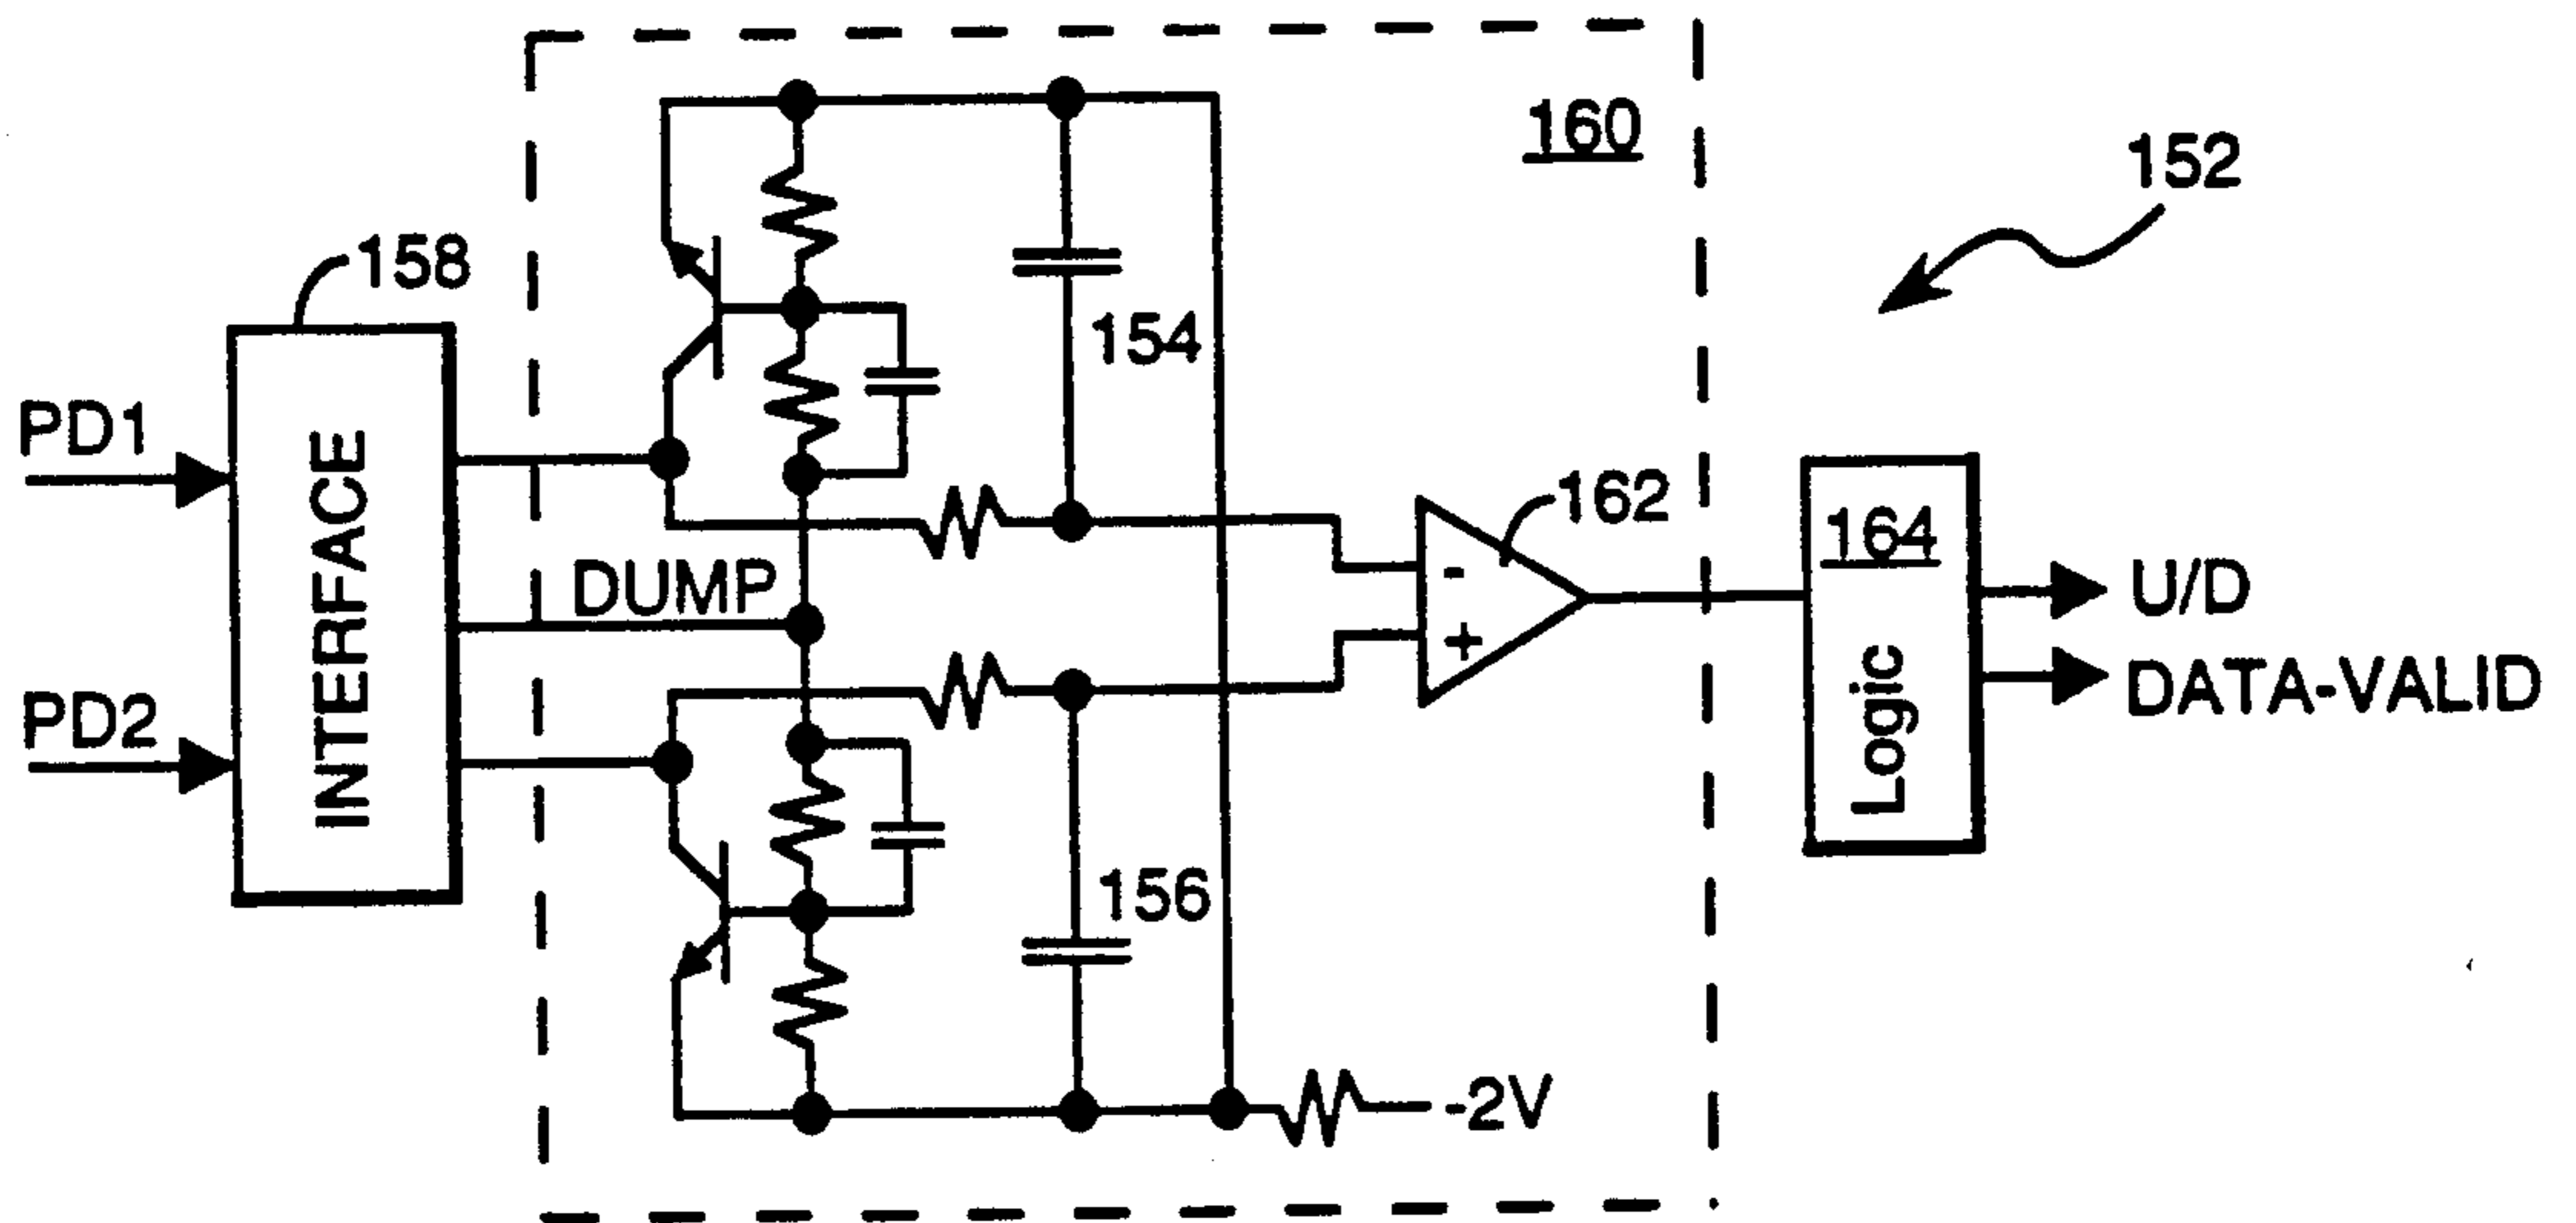 160
152
158
154
PD1
INTERFACE
162
164
DUMP
U/D
Logic
PD2
DATA-VALID
-
+
156
-2V